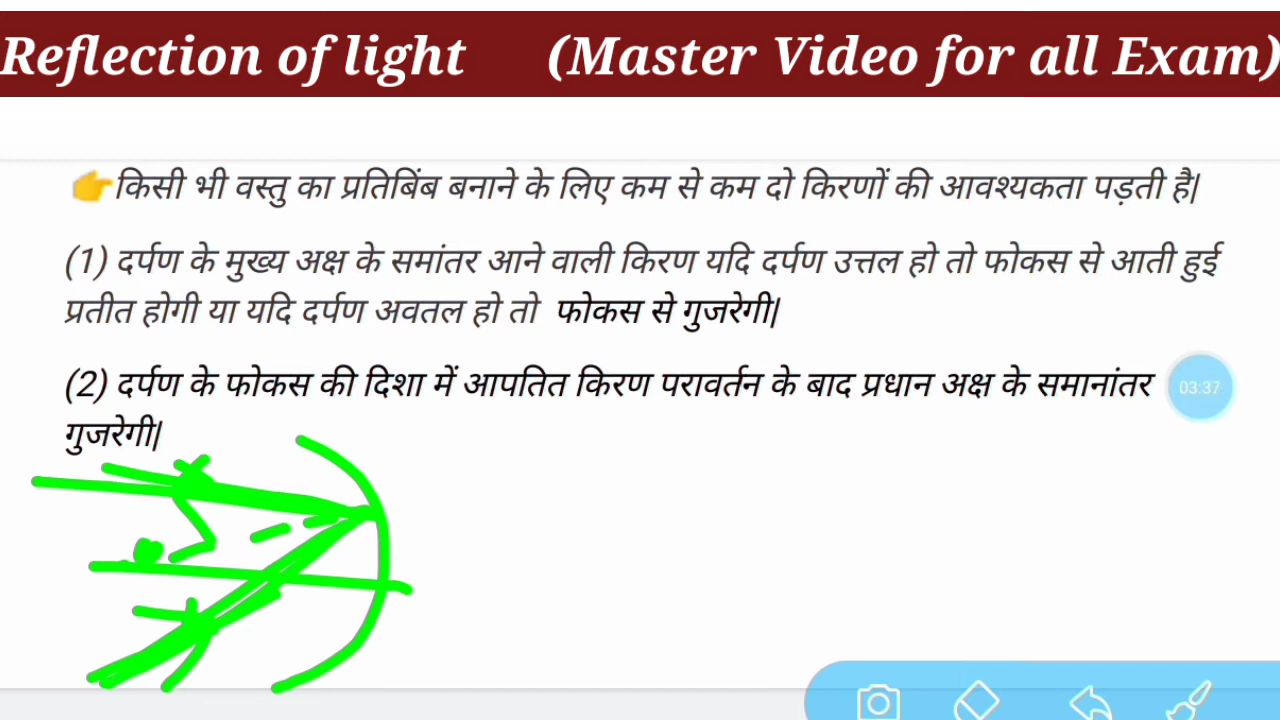 Reflection of light (Master Video for all Exam)
👉किसी भी वस्तु का प्रतिबिंब बनाने के लिए कम से कम दो किरणों की आवश्यकता पड़ती है|
(1) दर्पण के मुख्य अक्ष के समांतर आने वाली किरण यदि दर्पण उत्तल हो तो फोकस से आती हुई
प्रतीत होगी या यदि दर्पण अवतल हो तो फोकस से गुजरेगी|
(2) दर्पण के फोकस की दिशा में आपतित किरण परावर्तन के बाद प्रधान अक्ष के समानांतर
गुजरेगी|
03:37